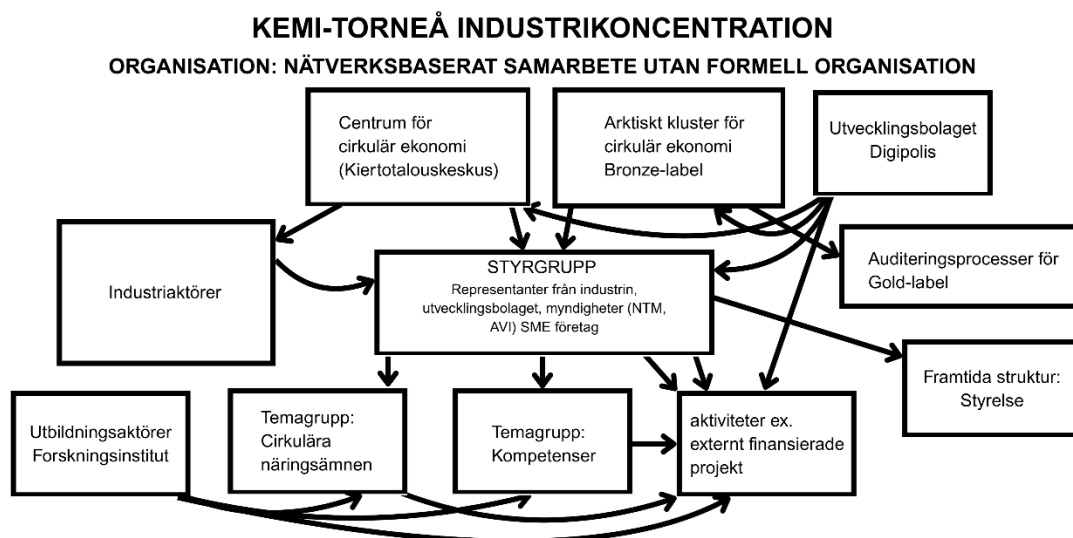 KEMI-TORNEÅ INDUSTRIKONCENTRATION
ORGANISATION: NÄTVERKSBASERAT SAMARBETE UTAN FORMELL ORGANISATION
Centrum för
cirkulär ekonomi
(Kiertotalouskeskus)
Arktiskt kluster för
cirkulär ekonomi
Bronze-label
Utvecklingsbolaget
Digipolis
Industriaktörer
STYRGRUPP
Representanter från industrin,
utvecklingsbolaget, myndigheter (NTM,
AVI) SME företag
Auditeringsprocesser för
Gold-label
Framtida struktur:
Styrelse
Utbildningsaktörer
Forskningsinstitut
Temagrupp:
Cirkulära
näringsämnen
Temagrupp:
Kompetenser
aktiviteter ex.
externt finansierade
projekt